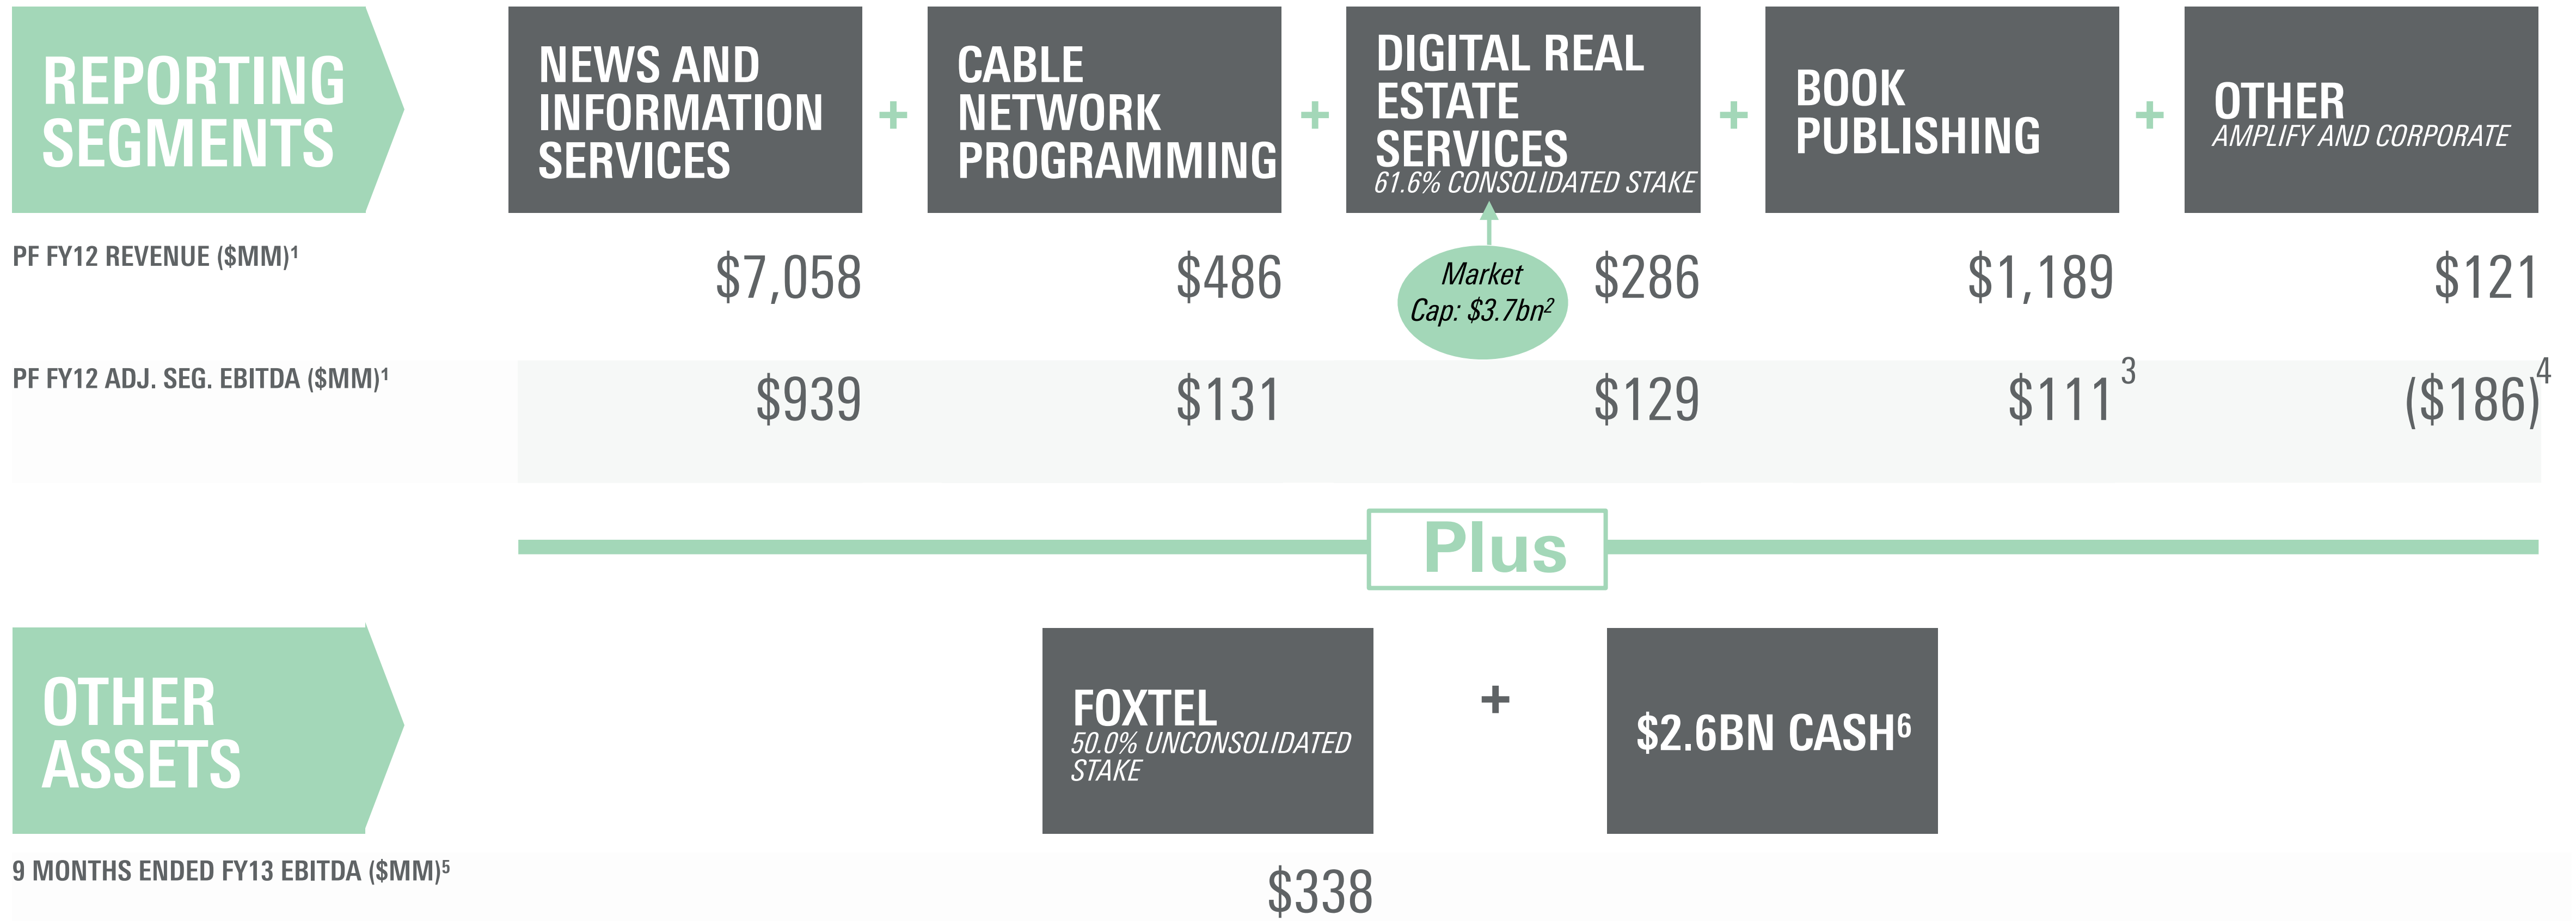 REPORTING
SEGMENTS
NEWS AND
INFORMATION
SERVICES
+
CABLE
NETWORK
PROGRAMMING
+
DIGITAL REAL
ESTATE
SERVICES
61.6% CONSOLIDATED STAKE
+
BOOK
PUBLISHING
+
OTHER
AMPLIFY AND CORPORATE
PF FY12 REVENUE ($MM)¹
$7,058
$486
Market
Cap: $3.7bn²
$286
$1,189
$121
PF FY12 ADJ. SEG. EBITDA ($MM)¹
$939
$131
$129
$111 ³
($186)⁴
Plus
OTHER
ASSETS
FOXTEL
50.0% UNCONSOLIDATED
STAKE
+
$2.6BN CASH⁶
9 MONTHS ENDED FY13 EBITDA ($MM)⁵
$338